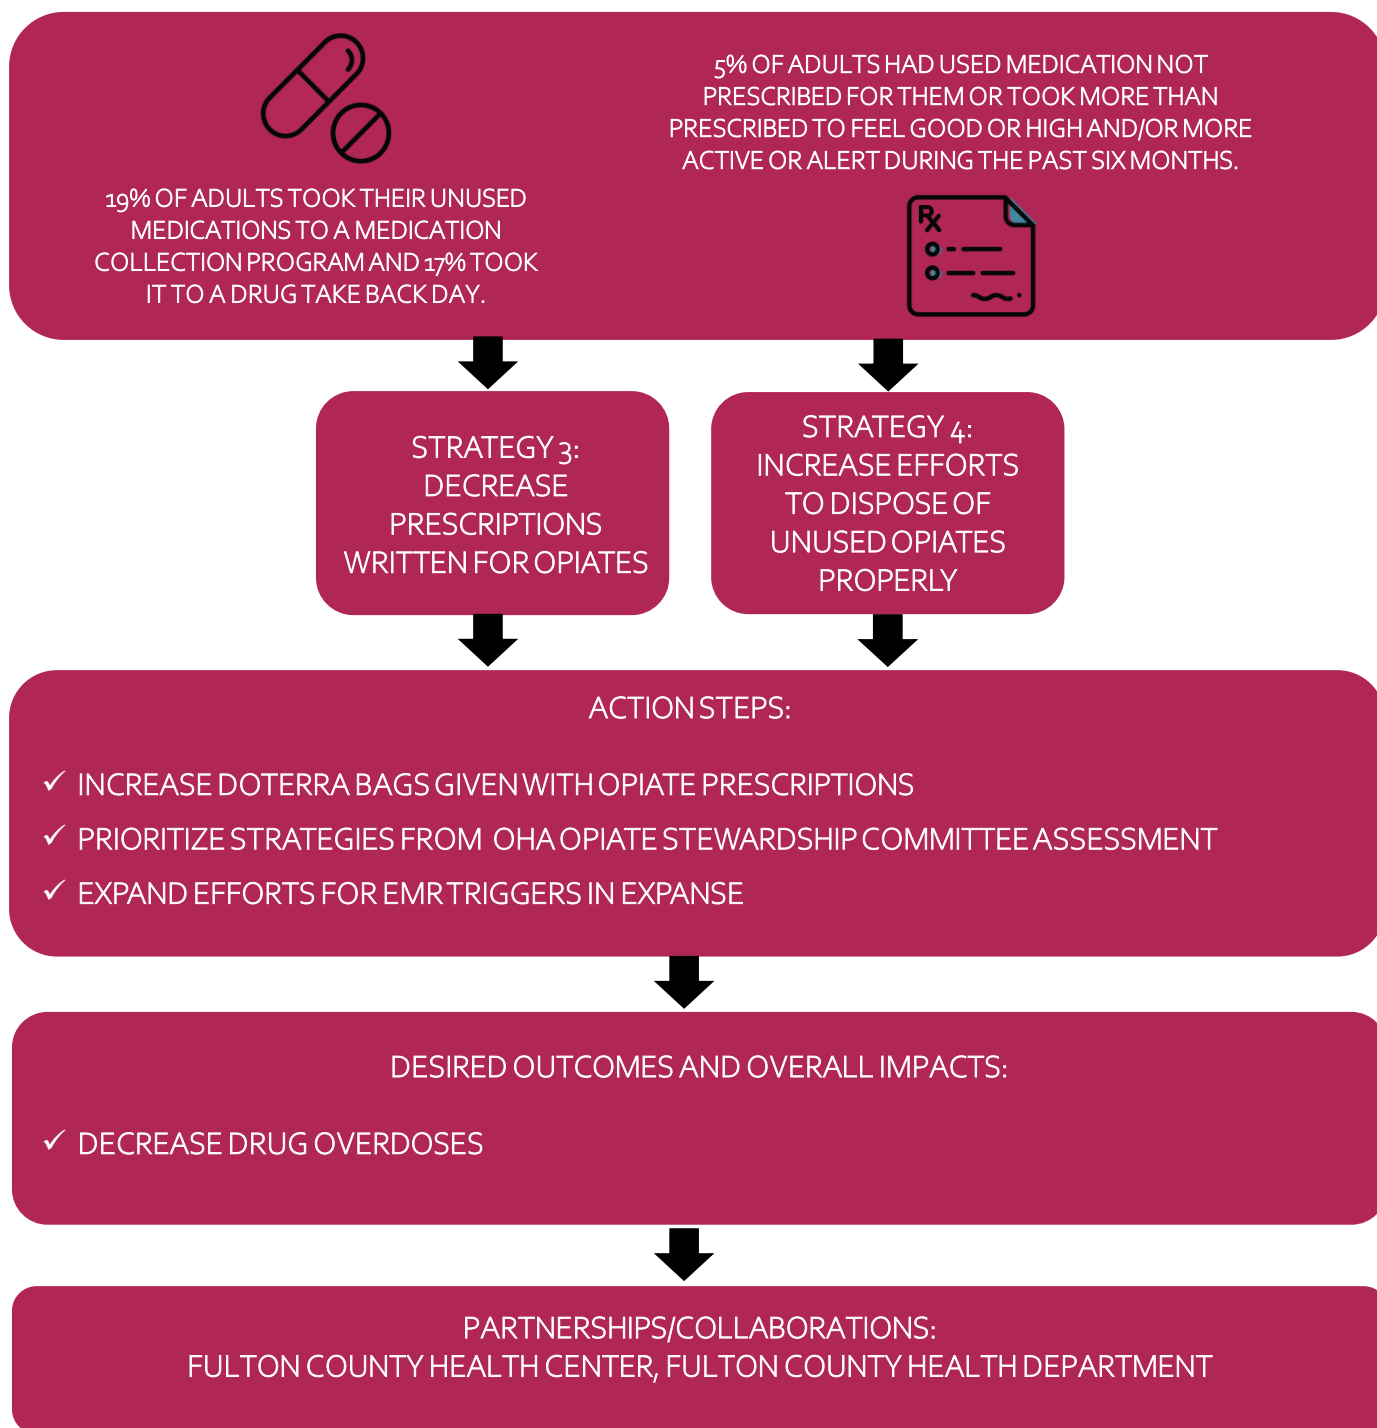 19% OF ADULTS TOOK THEIR UNUSED
MEDICATIONS TO A MEDICATION
COLLECTION PROGRAM AND 17% TOOK
IT TO A DRUG TAKE BACK DAY.
5% OF ADULTS HAD USED MEDICATION NOT
PRESCRIBED FOR THEM OR TOOK MORE THAN
PRESCRIBED TO FEEL GOOD OR HIGH AND/OR MORE
ACTIVE OR ALERT DURING THE PAST SIX MONTHS.
Rx
STRATEGY 3:
DECREASE
PRESCRIPTIONS
WRITTEN FOR OPIATES
STRATEGY 4:
INCREASE EFFORTS
TO DISPOSE OF
UNUSED OPIATES
PROPERLY
ACTION STEPS:
✓ INCREASE DOTERRA BAGS GIVEN WITH OPIATE PRESCRIPTIONS
✓ PRIORITIZE STRATEGIES FROM OHA OPIATE STEWARDSHIP COMMITTEE ASSESSMENT
✓ EXPAND EFFORTS FOR EMR TRIGGERS IN EXPANSE
DESIRED OUTCOMES AND OVERALL IMPACTS:
✓ DECREASE DRUG OVERDOSES
PARTNERSHIPS/COLLABORATIONS:
FULTON COUNTY HEALTH CENTER, FULTON COUNTY HEALTH DEPARTMENT